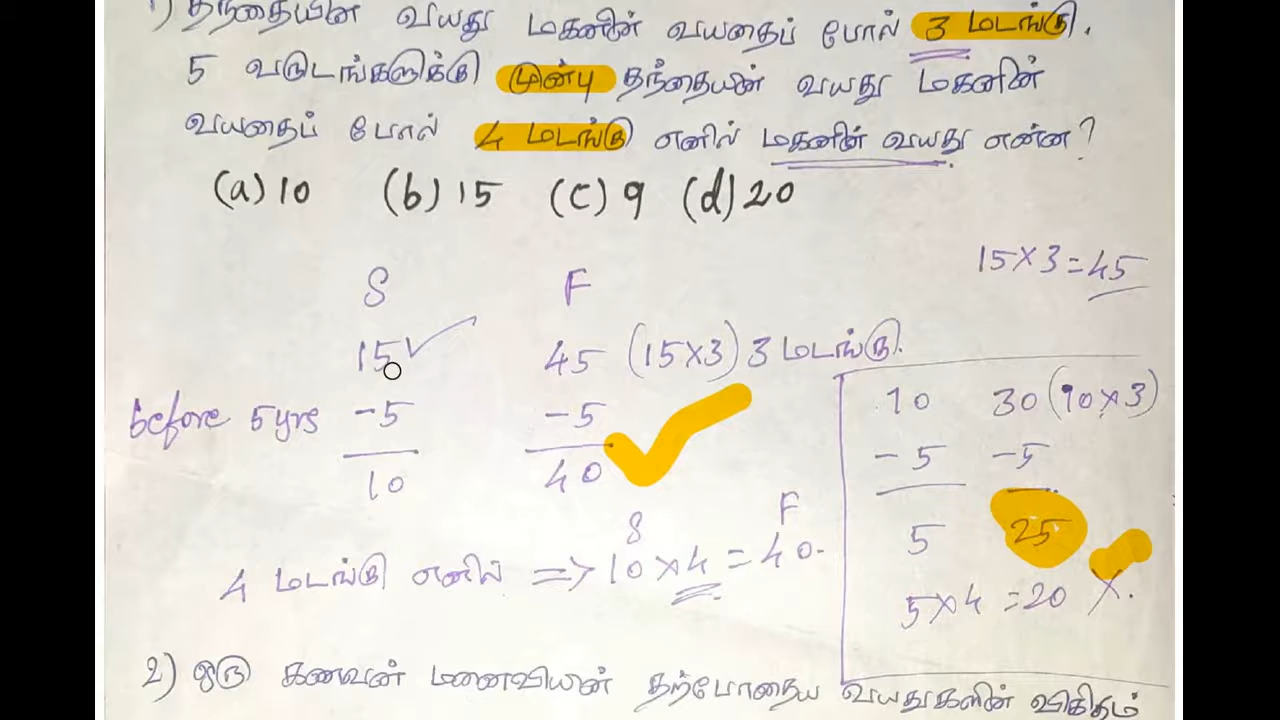 1) தந்தையின் வயது மகனின் வயதைப் போல் 3 மடங்கு.
5 வருடங்களுக்கு முன்பு தந்தையின் வயது மகனின்
வயதைப் போல் 4 மடங்கு எனில் மகனின் வயது என்ன?
(a) 10 (b) 15 (c) 9 (d) 20
15×3=45
S F
15 45 (15×3) 3 மடங்கு.
before 5yrs -5 -5
10 40
S F
4 மடங்கு எனில் => 10×4 = 40.
10 30 (10×3)
-5 -5
5 25
5×4 =20 X.
2) ஒரு கணவன் மனைவியின் தற்போதைய வயதுகளின் விகிதம்